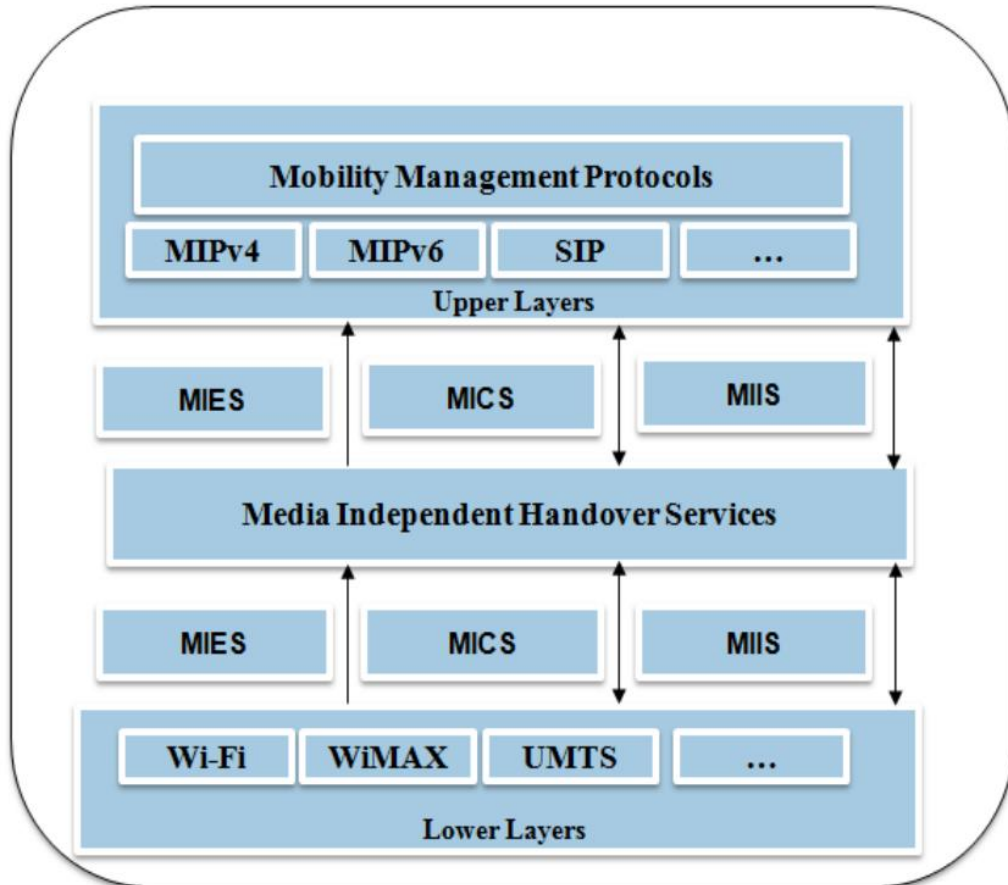 Mobility Management Protocols
MIPv4 MIPv6 SIP ...
Upper Layers
MIES MICS MIIS
Media Independent Handover Services
MIES MICS MIIS
Wi-Fi WiMAX UMTS ...
Lower Layers